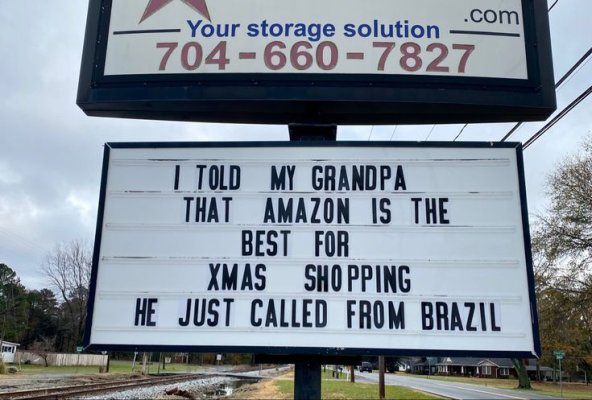 .com
Your storage solution
704-660-7827
I TOLD MY GRANDPA
THAT AMAZON IS THE
BEST FOR
XMAS SHOPPING
HE JUST CALLED FROM BRAZIL